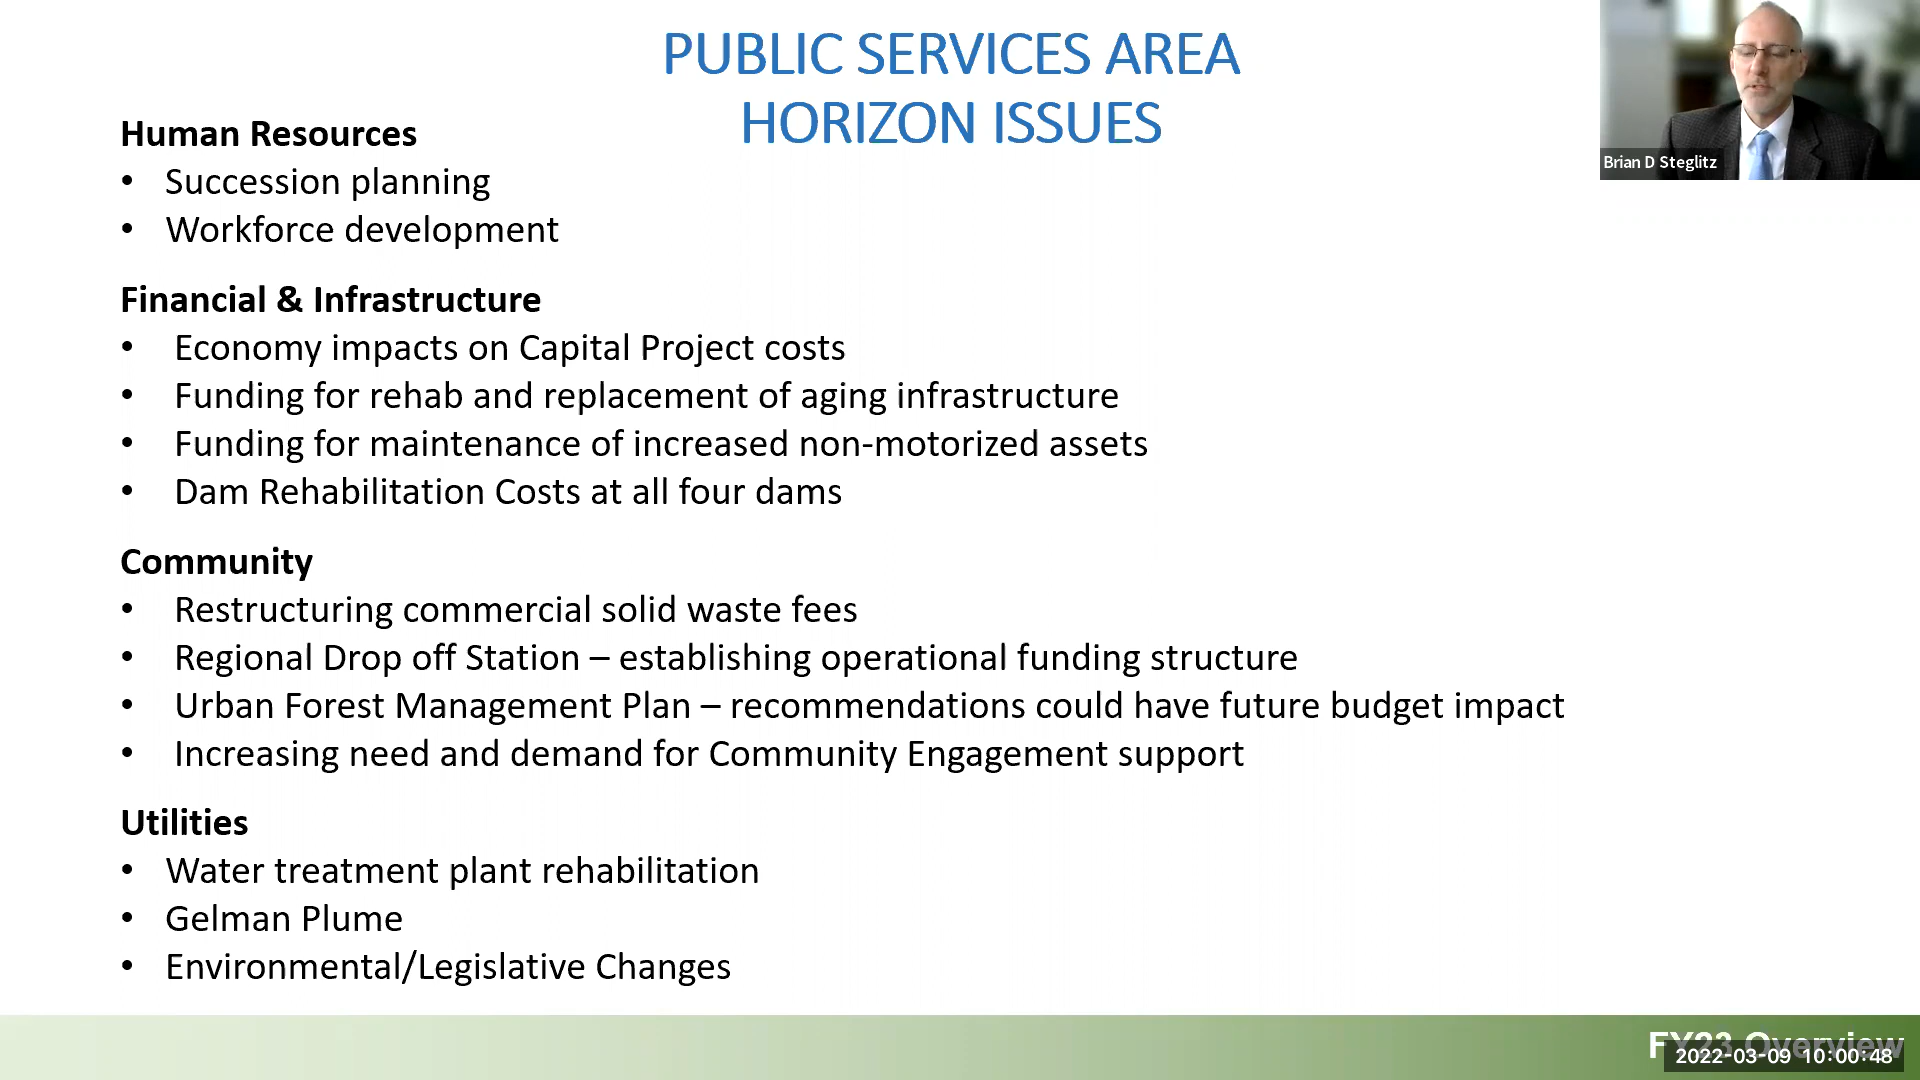 PUBLIC SERVICES AREA
HORIZON ISSUES
Brian D Steglitz
Human Resources
• Succession planning
• Workforce development
Financial & Infrastructure
• Economy impacts on Capital Project costs
• Funding for rehab and replacement of aging infrastructure
• Funding for maintenance of increased non-motorized assets
• Dam Rehabilitation Costs at all four dams
Community
• Restructuring commercial solid waste fees
• Regional Drop off Station – establishing operational funding structure
• Urban Forest Management Plan – recommendations could have future budget impact
• Increasing need and demand for Community Engagement support
Utilities
• Water treatment plant rehabilitation
• Gelman Plume
• Environmental/Legislative Changes
FY23 Overview
2022-03-09 10:00:48